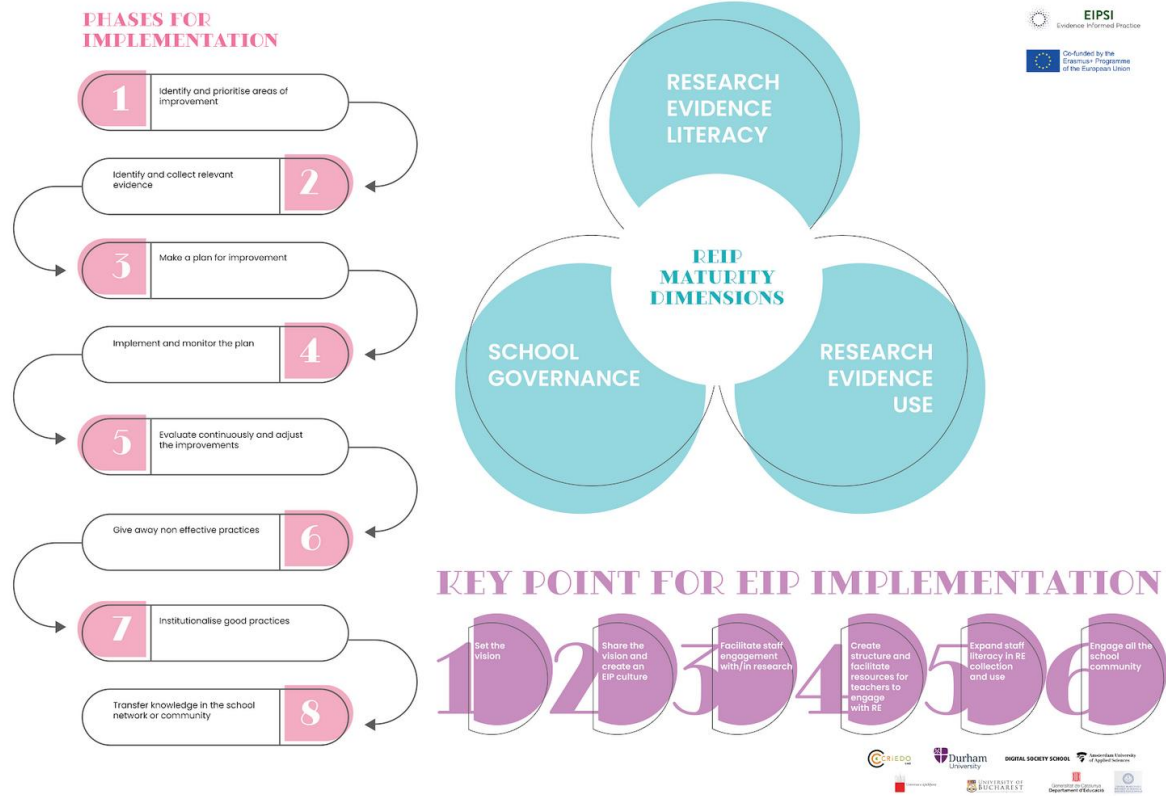 PHASES FOR
IMPLEMENTATION
1
Identify and prioritise areas of
improvement
2
Identify and collect relevant
evidence
3
Make a plan for improvement
4
Implement and monitor the plan
5
Evaluate continuously and adjust
the improvements
6
Give away non effective practices
7
Institutionalise good practices
8
Transfer knowledge in the school
network or community
RESEARCH
EVIDENCE
LITERACY
REIP
MATURITY
DIMENSIONS
SCHOOL
GOVERNANCE
RESEARCH
EVIDENCE
USE
EIPSI
Evidence Informed Practice
Co-funded by the
Erasmus+ Programme
of the European Union
KEY POINT FOR EIP IMPLEMENTATION
1
Set the
vision
2
Share the
vision and
create an
EIP culture
3
Facilitate staff
engagement
with/in research
4
Create
structure and
facilitate
resources for
teachers to
engage
with RE
5
Expand staff
literacy in RE
collection
and use
6
Engage all the
school
community
CRIEDO
Durham
University
DIGITAL SOCIETY SCHOOL
Amsterdam University
of Applied Sciences
UNIVERSITY OF
BUCHAREST
Generalitat de Catalunya
Departament d'Educació